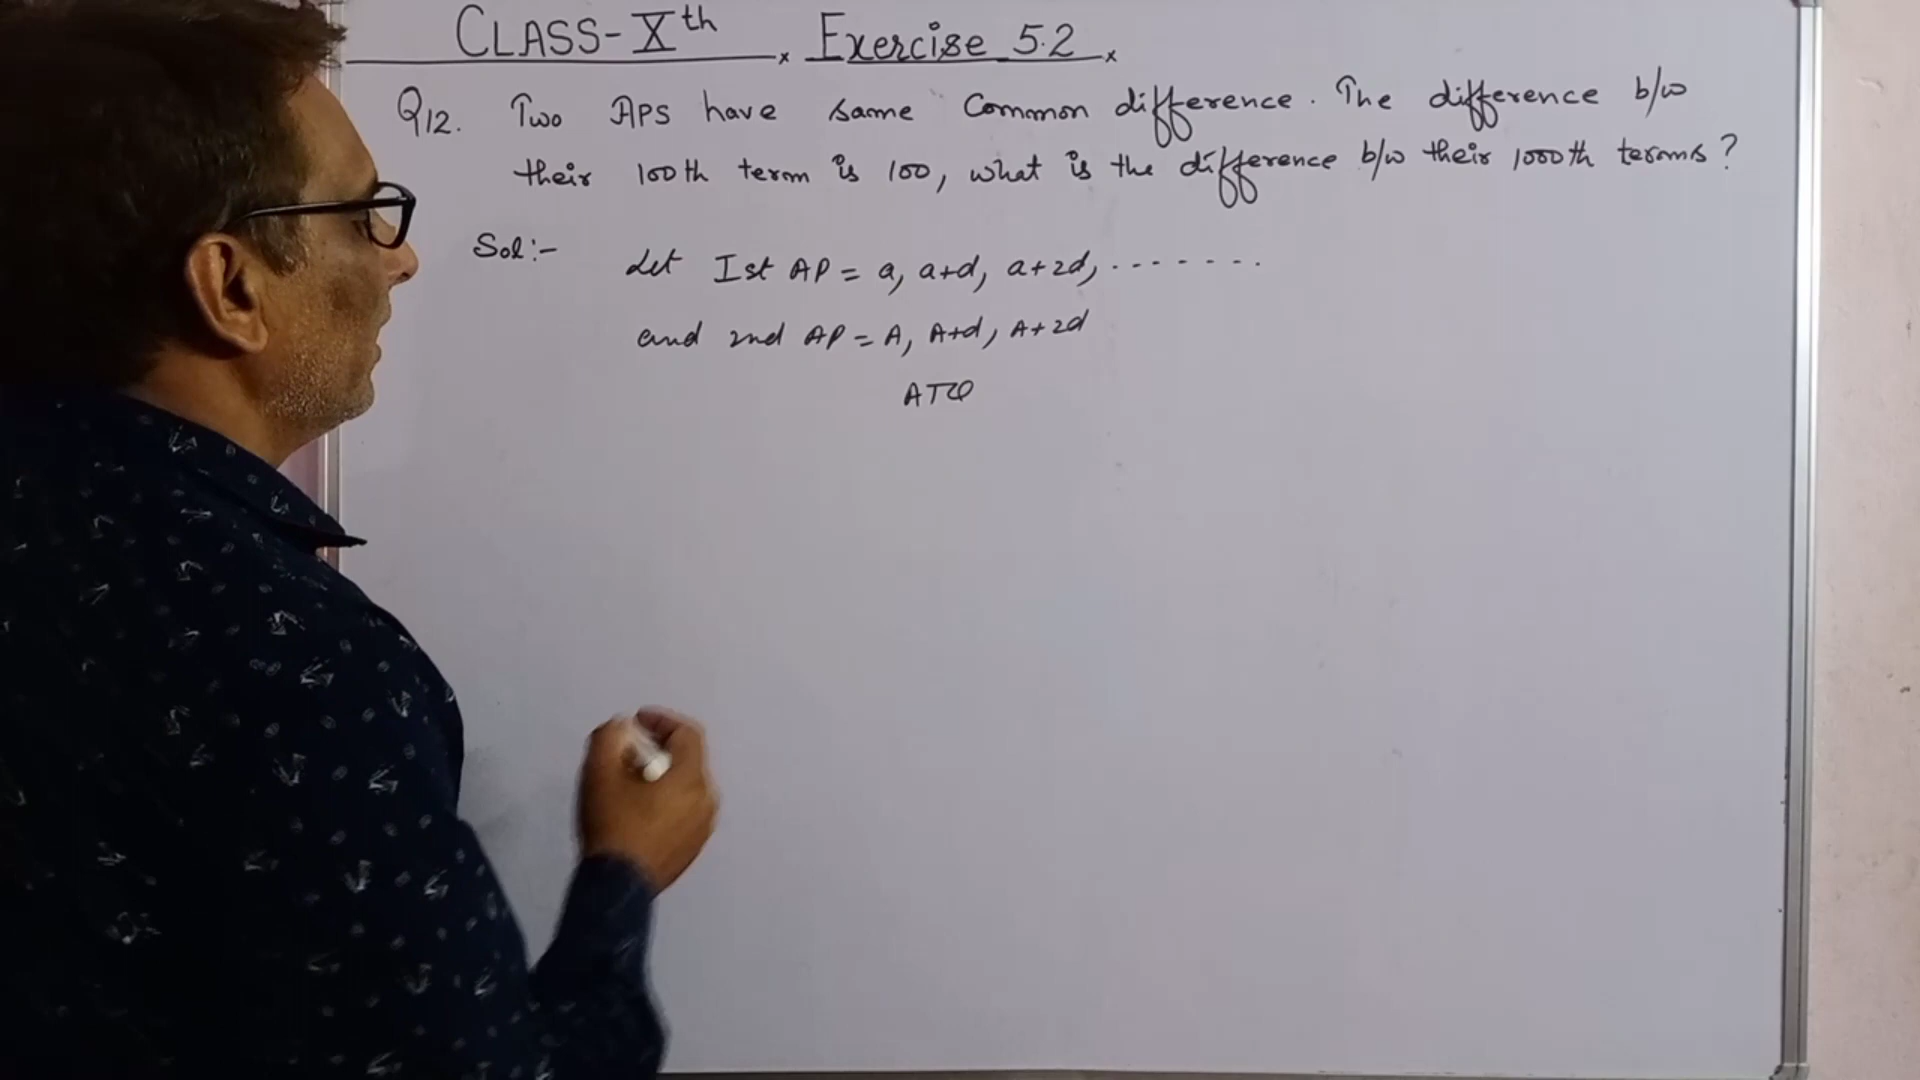 CLASS-Xth Exercise 5.2
Q12. Two APs have same Common difference. The difference b/w
their 100th term is 100, what is the difference b/w their 1000th terms?
Sol:- Let Ist AP = a, a+d, a+2d, .......
and 2nd AP = A, A+d, A+2d
ATQ